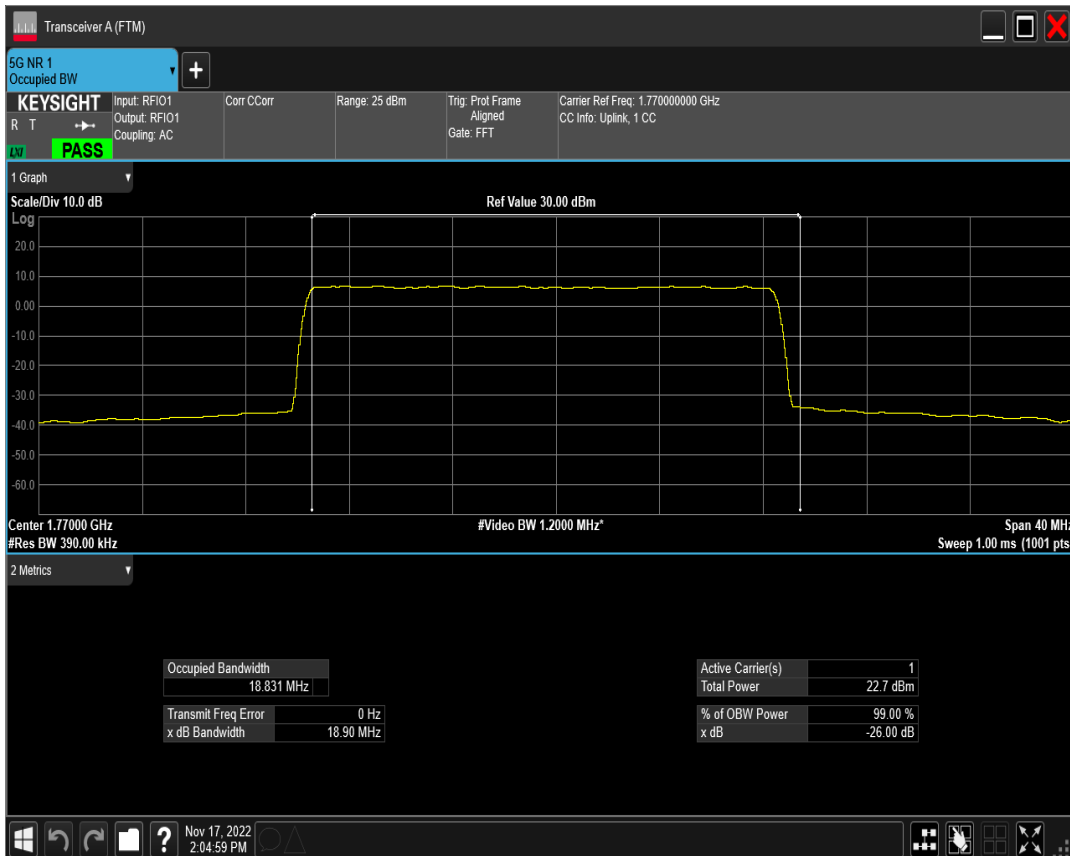 Transceiver A (FTM)
5G NR 1
Occupied BW
+
KEYSIGHT
R T
LXI
PASS
Input: RFIO1
Output: RFIO1
Coupling: AC
Corr CCorr
Range: 25 dBm
Trig: Prot Frame
Aligned
Gate: FFT
Carrier Ref Freq: 1.770000000 GHz
CC Info: Uplink, 1 CC
1 Graph
Scale/Div 10.0 dB
Ref Value 30.00 dBm
Log
20.0
10.0
0.00
-10.0
-20.0
-30.0
-40.0
-50.0
-60.0
Center 1.77000 GHz
#Video BW 1.2000 MHz*
Span 40 MHz
#Res BW 390.00 kHz
Sweep 1.00 ms (1001 pts
2 Metrics
Occupied Bandwidth
18.831 MHz
Transmit Freq Error 0 Hz
x dB Bandwidth 18.90 MHz
Active Carrier(s) 1
Total Power 22.7 dBm
% of OBW Power 99.00 %
x dB -26.00 dB
?
Nov 17, 2022
2:04:59 PM